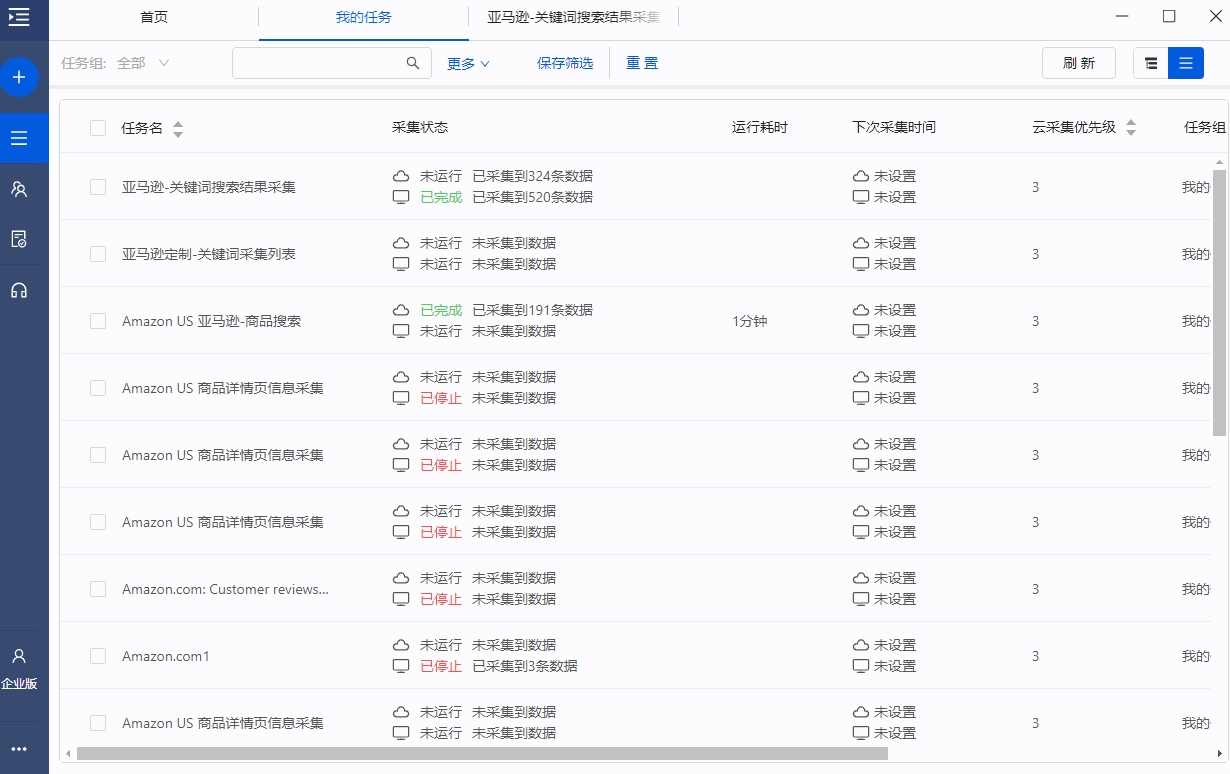 首页
我的任务
亚马逊-关键词搜索结果采集
任务组: 全部
更多
保存筛选
重 置
刷 新
任务名
采集状态
运行耗时
下次采集时间
云采集优先级
任务组
亚马逊-关键词搜索结果采集
未运行 已采集到324条数据
已完成 已采集到520条数据
未设置
未设置
3
我的
亚马逊定制-关键词采集列表
未运行 未采集到数据
未运行 未采集到数据
未设置
未设置
3
我的
Amazon US 亚马逊-商品搜索
已完成 已采集到191条数据
未运行 未采集到数据
1分钟
未设置
未设置
3
我的
Amazon US 商品详情页信息采集
未运行 未采集到数据
已停止 未采集到数据
未设置
未设置
3
我的
Amazon US 商品详情页信息采集
未运行 未采集到数据
已停止 未采集到数据
未设置
未设置
3
我的
Amazon US 商品详情页信息采集
未运行 未采集到数据
已停止 未采集到数据
未设置
未设置
3
我的
Amazon.com: Customer reviews...
未运行 未采集到数据
已停止 未采集到数据
未设置
未设置
3
我的
Amazon.com1
未运行 未采集到数据
已停止 已采集到3条数据
未设置
未设置
3
我的
Amazon US 商品详情页信息采集
未运行 未采集到数据
未运行 未采集到数据
未设置
未设置
3
我的
企业版